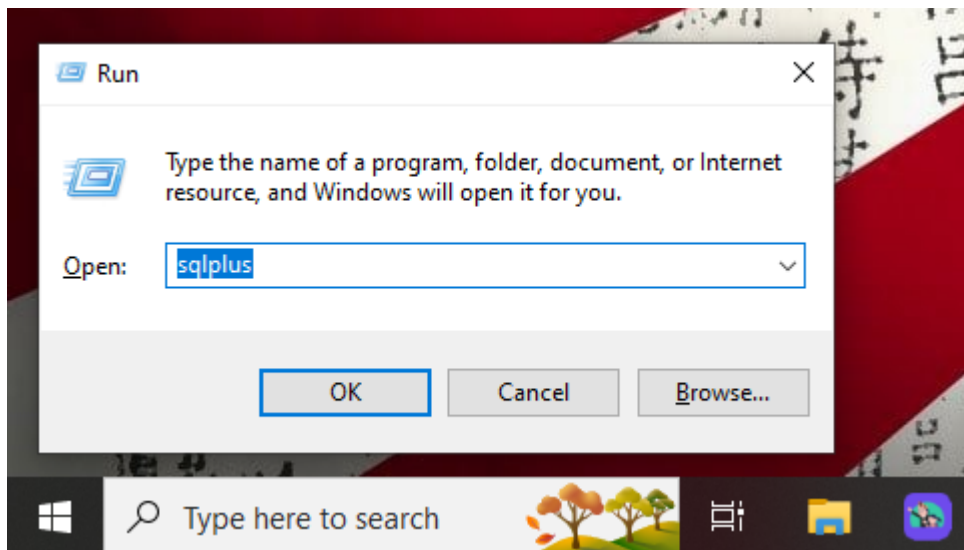 Run
Type the name of a program, folder, document, or Internet
resource, and Windows will open it for you.
Open:
sqlplus
OK
Cancel
Browse...
Type here to search